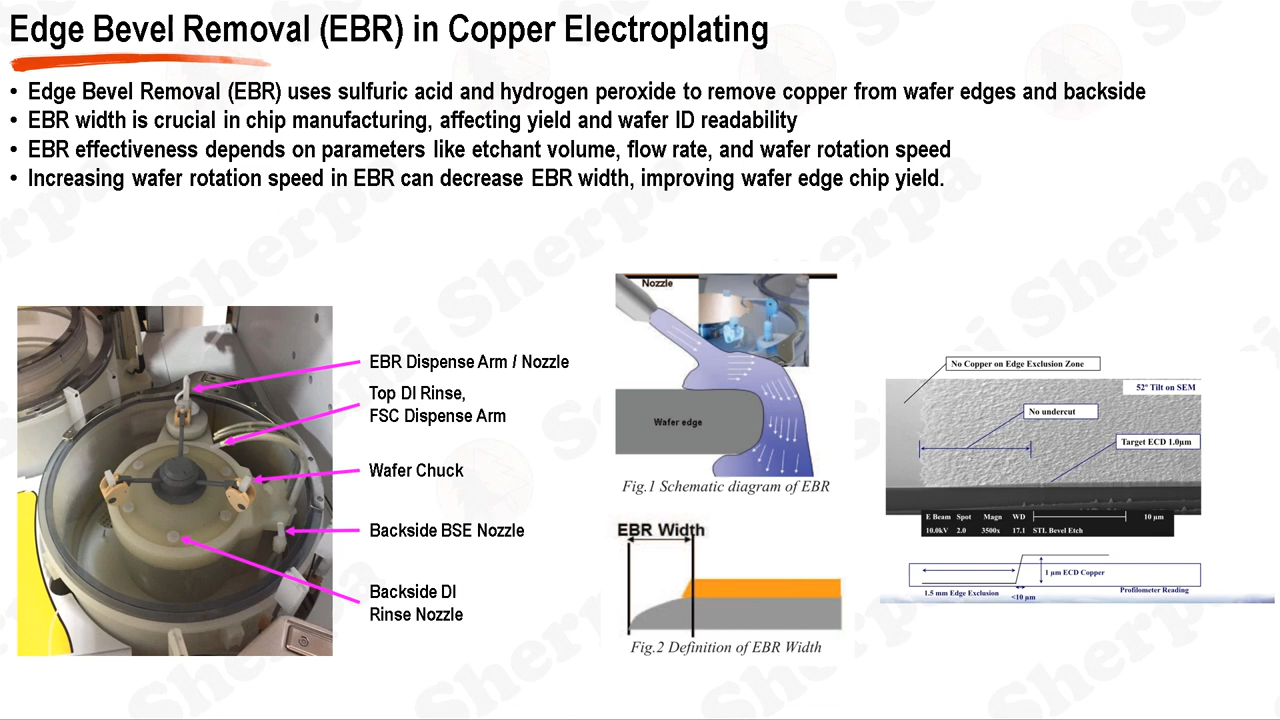 Edge Bevel Removal (EBR) in Copper Electroplating
• Edge Bevel Removal (EBR) uses sulfuric acid and hydrogen peroxide to remove copper from wafer edges and backside
• EBR width is crucial in chip manufacturing, affecting yield and wafer ID readability
• EBR effectiveness depends on parameters like etchant volume, flow rate, and wafer rotation speed
• Increasing wafer rotation speed in EBR can decrease EBR width, improving wafer edge chip yield.
EBR Dispense Arm / Nozzle
Top DI Rinse,
FSC Dispense Arm
Wafer Chuck
Backside BSE Nozzle
Backside DI
Rinse Nozzle
Nozzle
Wafer edge
Fig.1 Schematic diagram of EBR
EBR Width
Fig.2 Definition of EBR Width
No Copper on Edge Exclusion Zone
52º Tilt on SEM
No undercut
Target ECD 1.0µm
E Beam Spot Magn WD 10 µm
10.0kV 2.0 3500x 17.1 STL Bevel Etch
1 µm ECD Copper
1.5 mm Edge Exclusion
<10 µm
Profilometer Reading
Semi Sherpa